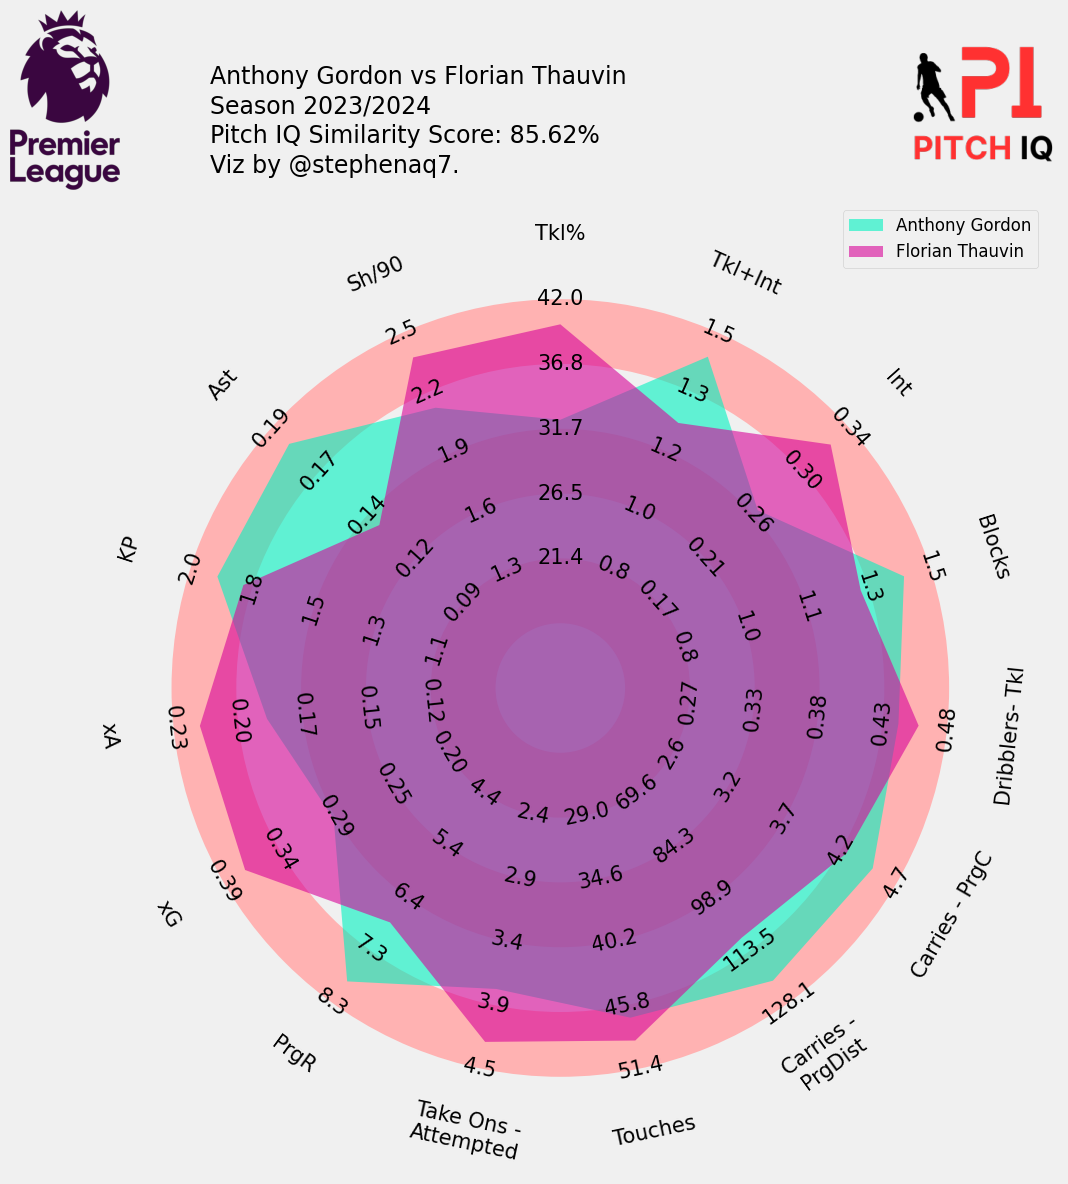 Premier
League
Anthony Gordon vs Florian Thauvin
Season 2023/2024
Pitch IQ Similarity Score: 85.62%
Viz by @stephenaq7.
PI
PITCH IQ
Anthony Gordon
Florian Thauvin
Tkl%
42.0
36.8
31.7
26.5
21.4
Tkl+Int
1.5
1.3
1.2
1.0
0.8
Int
0.34
0.30
0.26
0.21
0.17
Blocks
1.5
1.3
1.1
1.0
0.8
Dribblers- Tkl
0.48
0.43
0.38
0.33
0.27
Carries - PrgC
4.7
4.2
3.7
3.2
2.6
Carries -
PrgDist
128.1
113.5
98.9
84.3
69.6
Touches
51.4
45.8
40.2
34.6
29.0
Take Ons -
Attempted
4.5
3.9
3.4
2.9
2.4
PrgR
8.3
7.3
6.4
5.4
4.4
xG
0.39
0.34
0.29
0.25
0.20
xA
0.23
0.20
0.17
0.15
0.12
KP
2.0
1.8
1.5
1.3
1.1
Ast
0.19
0.17
0.14
0.12
0.09
Sh/90
2.5
2.2
1.9
1.6
1.3